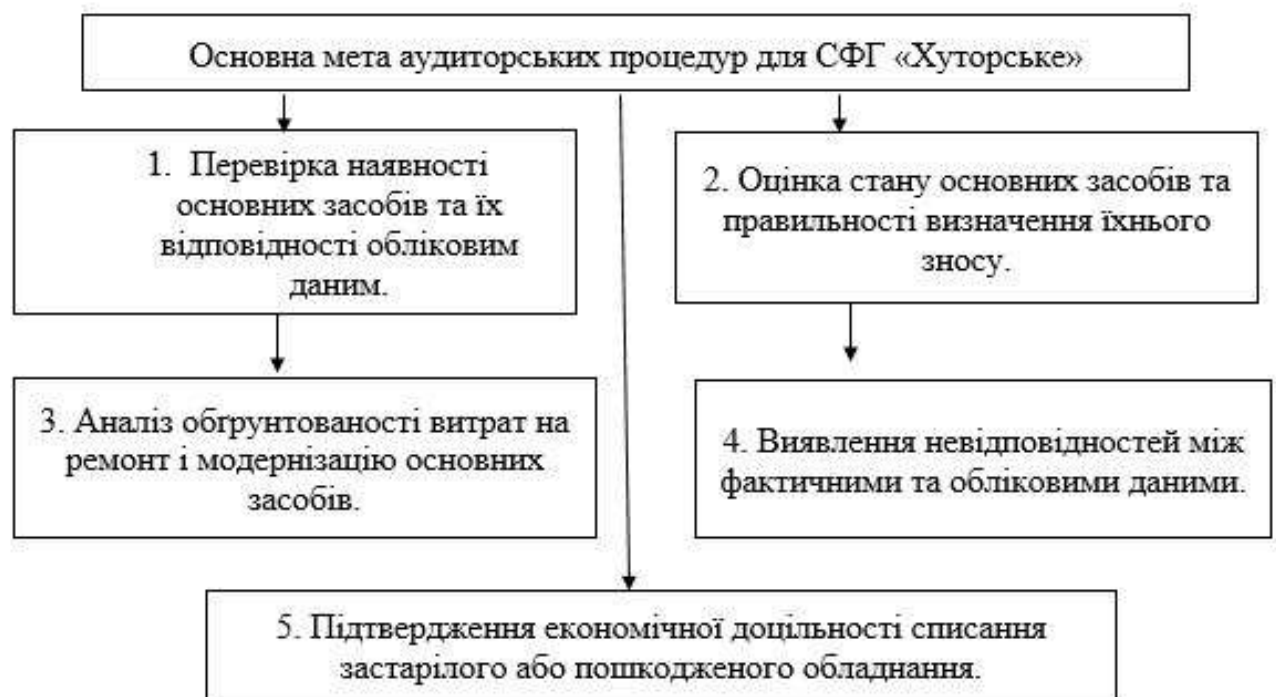 Основна мета аудиторських процедур для СФГ «Хуторське»
1. Перевірка наявності
основних засобів та їх
відповідності обліковим
даним.
2. Оцінка стану основних засобів та
правильності визначення їхнього
зносу.
3. Аналіз обґрунтованості витрат на
ремонт і модернізацію основних
засобів.
4. Виявлення невідповідностей між
фактичними та обліковими даними.
5. Підтвердження економічної доцільності списання
застарілого або пошкодженого обладнання.